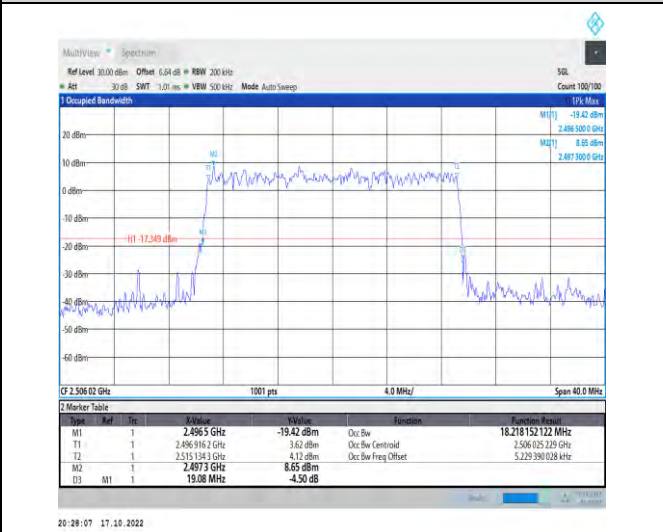 MultiView Spectrum
Ref Level 30.00 dBm Offset 6.64 dB RBW 200 kHz SGL
Att 30 dB SWT 1.01 ms VBW 500 kHz Mode Auto Sweep Count 100/100
1 Occupied Bandwidth 1Pk Max
M1[1] -19.42 dBm
2.496 500 0 GHz
M2[1] 8.65 dBm
2.497 300 0 GHz
20 dBm
10 dBm
0 dBm
-10 dBm
-20 dBm
-30 dBm
-40 dBm
-50 dBm
-60 dBm
M2
T1
T2
H1 -17.349 dBm
CF 2.506 02 GHz 1001 pts 4.0 MHz/ Span 40.0 MHz
2 Marker Table
Type Ref Trc X-Value Y-Value Function Function Result
M1 1 2.4965 GHz -19.42 dBm Occ Bw 18.218 152 122 MHz
T1 1 2.496 916 2 GHz 3.62 dBm Occ Bw Centroid 2.506 025 229 GHz
T2 1 2.515 134 3 GHz 4.12 dBm Occ Bw Freq Offset 5.229 390 028 kHz
M2 1 2.4973 GHz 8.65 dBm
D3 M1 1 19.08 MHz -4.50 dB
20:28:07 17.10.2022